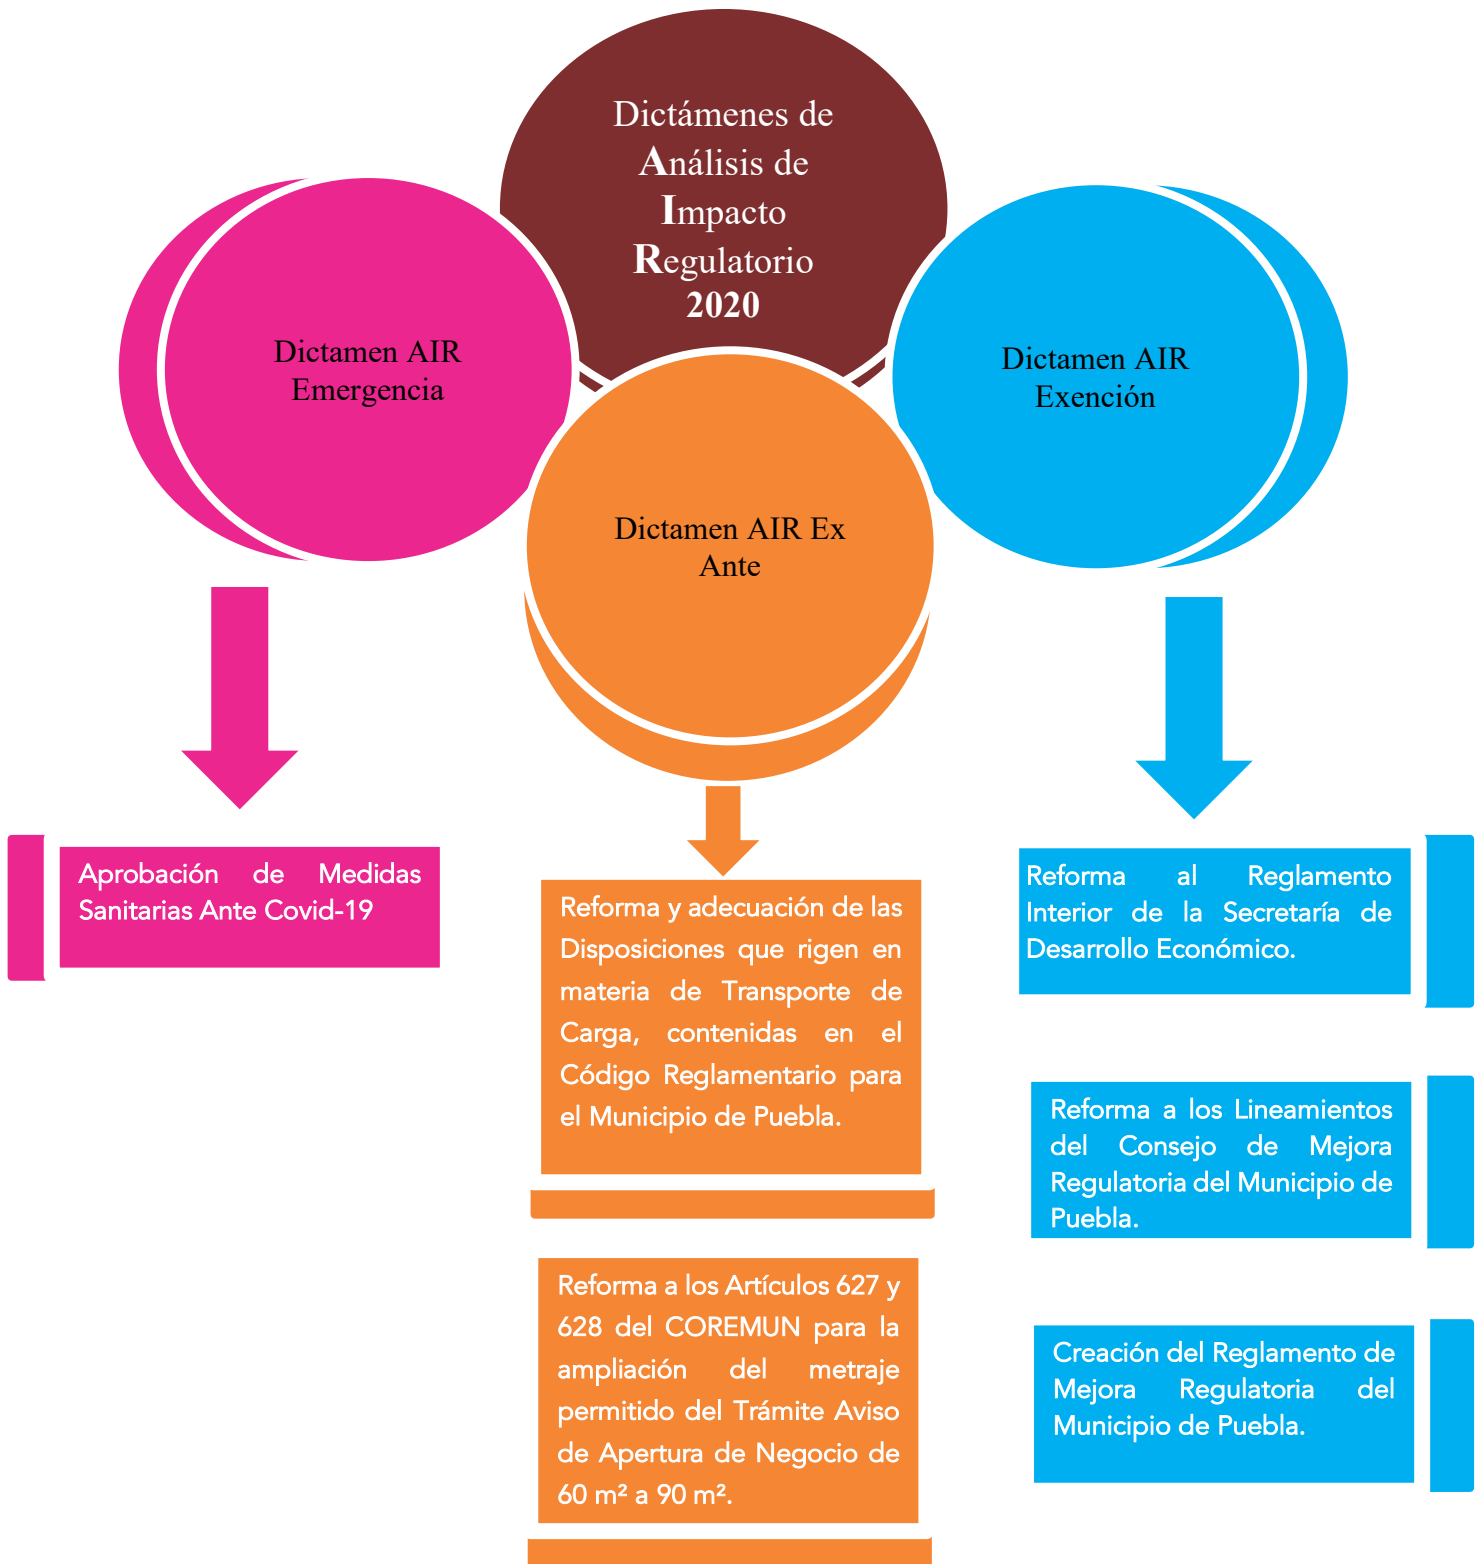 Dictámenes de
Análisis de
Impacto
Regulatorio
2020
Dictamen AIR
Emergencia
Dictamen AIR Ex
Ante
Dictamen AIR
Exención
Aprobación de Medidas
Sanitarias Ante Covid-19
Reforma y adecuación de las
Disposiciones que rigen en
materia de Transporte de
Carga, contenidas en el
Código Reglamentario para
el Municipio de Puebla.
Reforma a los Artículos 627 y
628 del COREMUN para la
ampliación del metraje
permitido del Trámite Aviso
de Apertura de Negocio de
60 m² a 90 m².
Reforma al Reglamento
Interior de la Secretaría de
Desarrollo Económico.
Reforma a los Lineamientos
del Consejo de Mejora
Regulatoria del Municipio de
Puebla.
Creación del Reglamento de
Mejora Regulatoria del
Municipio de Puebla.